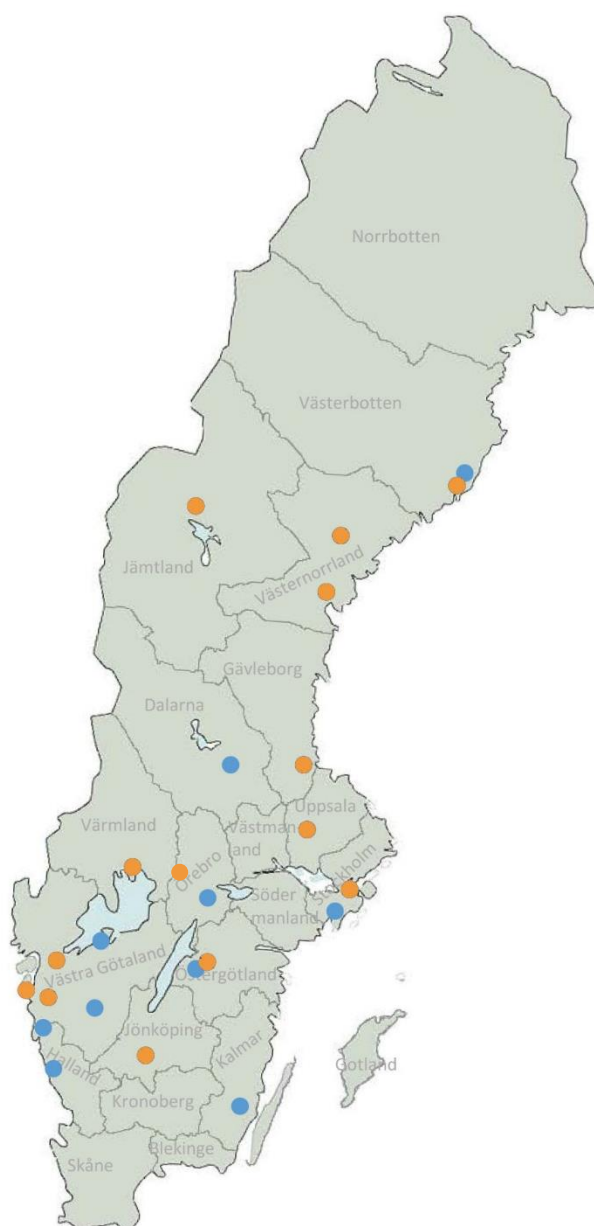 Norrbotten
Västerbotten
Jämtland
Västernorrland
Gävleborg
Dalarna
Uppsala
Värmland
Västman
land
Örebro
Stockholm
Söder
manland
Västra Götaland
Östergötland
Jönköping
Kalmar
Halland
Gotland
Kronoberg
Blekinge
Skåne